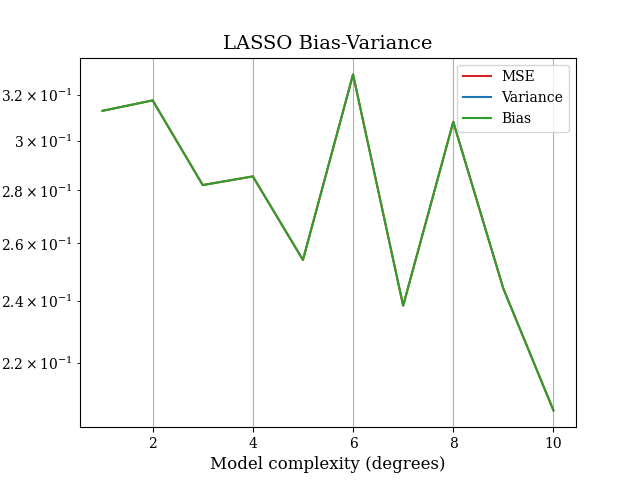 LASSO Bias-Variance
MSE
Variance
Bias
3.2 × 10⁻¹
3 × 10⁻¹
2.8 × 10⁻¹
2.6 × 10⁻¹
2.4 × 10⁻¹
2.2 × 10⁻¹
2 4 6 8 10
Model complexity (degrees)